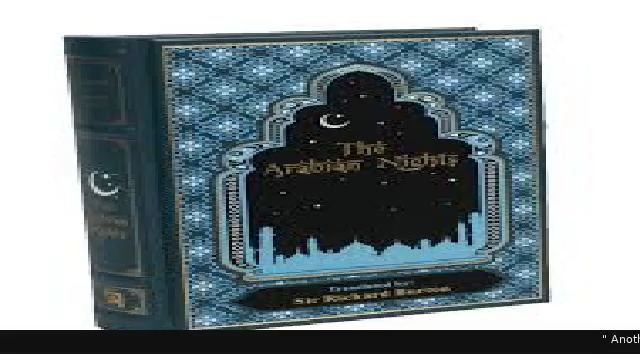 The
Arabian Nights
Translated by:
Sir Richard Burton
" Anoth